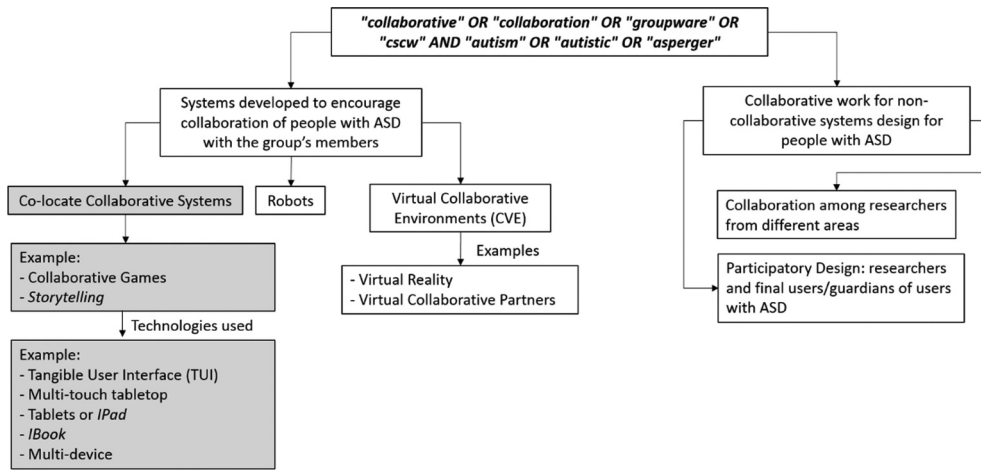 "collaborative" OR "collaboration" OR "groupware" OR
"cscw" AND "autism" OR "autistic" OR "asperger"
Systems developed to encourage
collaboration of people with ASD
with the group's members
Collaborative work for non-
collaborative systems design for
people with ASD
Co-locate Collaborative Systems
Robots
Virtual Collaborative
Environments (CVE)
Collaboration among researchers
from different areas
Example:
- Collaborative Games
- Storytelling
Examples
- Virtual Reality
- Virtual Collaborative Partners
Participatory Design: researchers
and final users/guardians of users
with ASD
Technologies used
Example:
- Tangible User Interface (TUI)
- Multi-touch tabletop
- Tablets or IPad
- IBook
- Multi-device